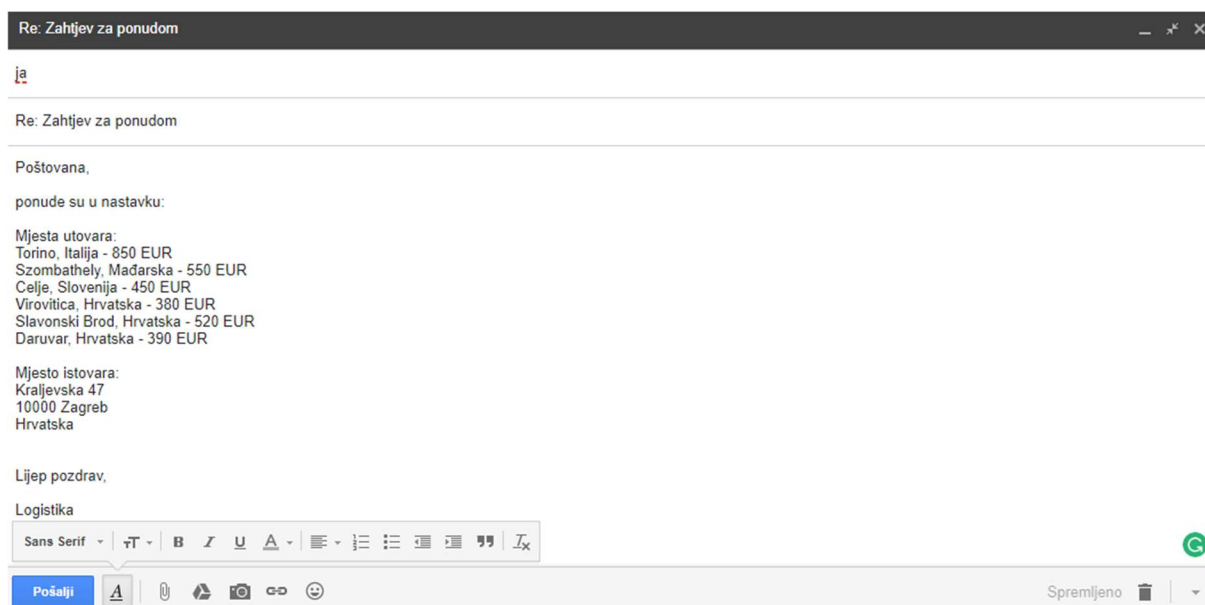 Re: Zahtjev za ponudom
ja
Re: Zahtjev za ponudom
Poštovana,
ponude su u nastavku:
Mjesta utovara:
Torino, Italija - 850 EUR
Szombathely, Mađarska - 550 EUR
Celje, Slovenija - 450 EUR
Virovitica, Hrvatska - 380 EUR
Slavonski Brod, Hrvatska - 520 EUR
Daruvar, Hrvatska - 390 EUR
Mjesto istovara:
Kraljevska 47
10000 Zagreb
Hrvatska
Lijep pozdrav,
Logistika
Sans Serif
Pošalji
Spremljeno